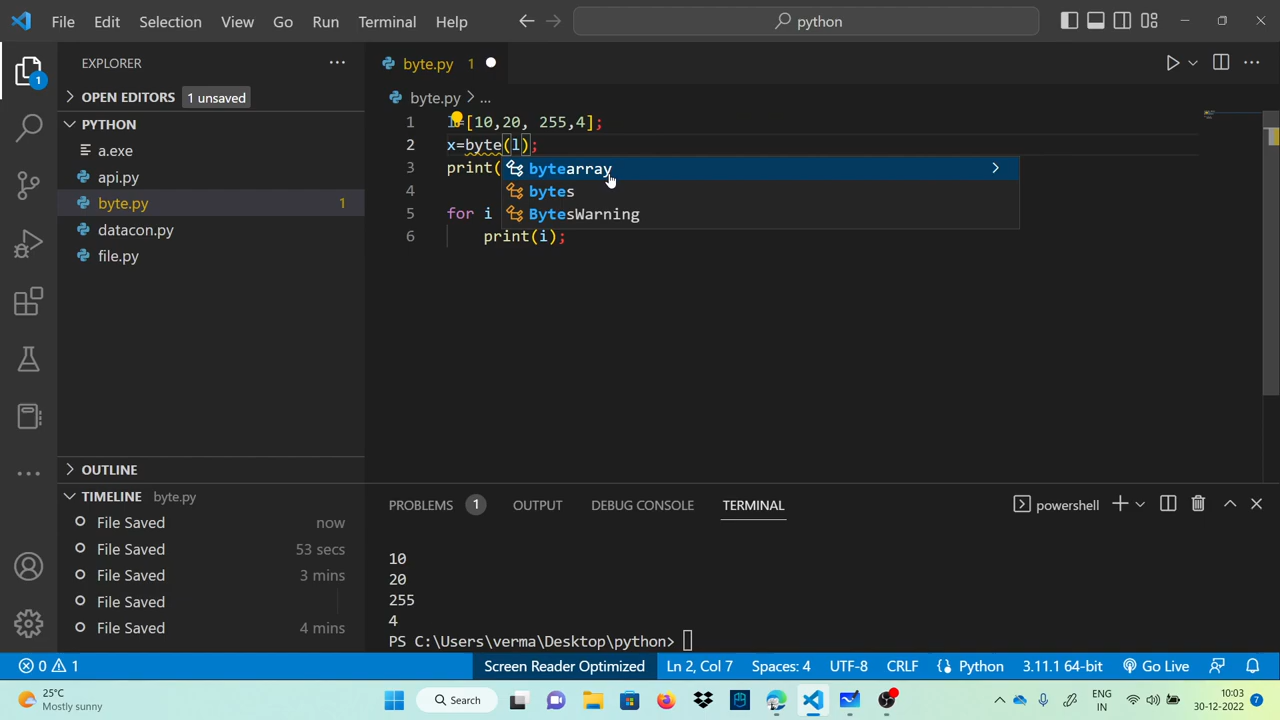 File Edit Selection View Go Run Terminal Help
python
EXPLORER
OPEN EDITORS 1 unsaved
PYTHON
a.exe
api.py
byte.py 1
datacon.py
file.py
OUTLINE
TIMELINE byte.py
File Saved now
File Saved 53 secs
File Saved 3 mins
File Saved
File Saved 4 mins
byte.py 1
byte.py > ...
1 l=[10,20, 255,4];
2 x=byte(l);
3 print(
4
5 for i
6 print(i);
bytearray
bytes
BytesWarning
PROBLEMS 1 OUTPUT DEBUG CONSOLE TERMINAL
powershell
10
20
255
4
PS C:\Users\verma\Desktop\python>
0 1
Screen Reader Optimized Ln 2, Col 7 Spaces: 4 UTF-8 CRLF Python 3.11.1 64-bit Go Live
25°C
Mostly sunny
Search
ENG
IN
10:03
30-12-2022
7
1